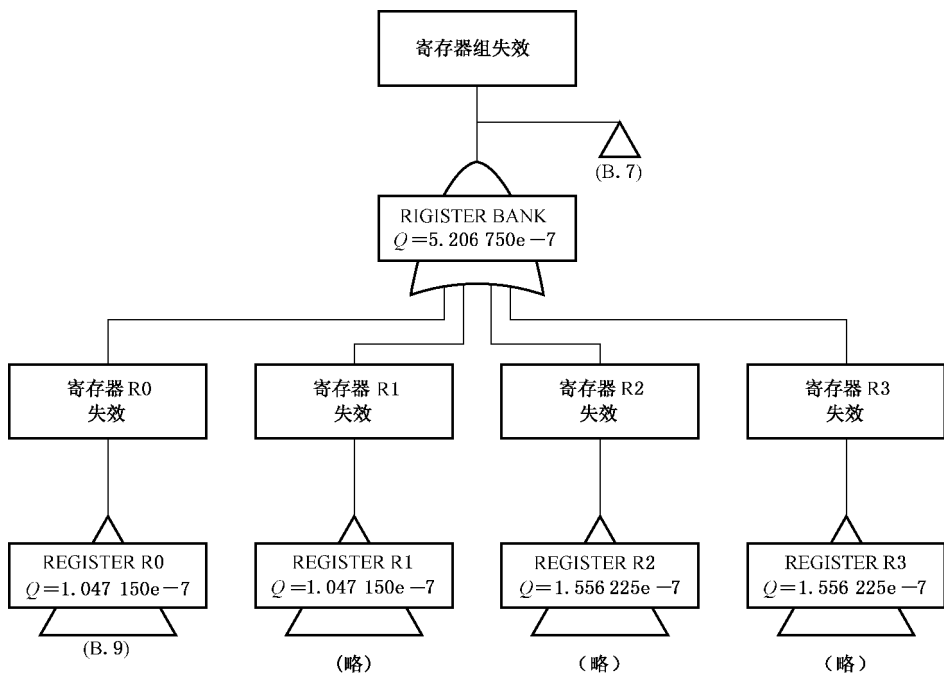 寄存器组失效
(B. 7)
RIGISTER BANK
Q=5. 206 750e-7
寄存器 R0
失效
寄存器 R1
失效
寄存器 R2
失效
寄存器 R3
失效
REGISTER R0
Q=1. 047 150e-7
REGISTER R1
Q=1. 047 150e-7
REGISTER R2
Q=1. 556 225e-7
REGISTER R3
Q=1. 556 225e-7
(B. 9)
(略)
(略)
(略)